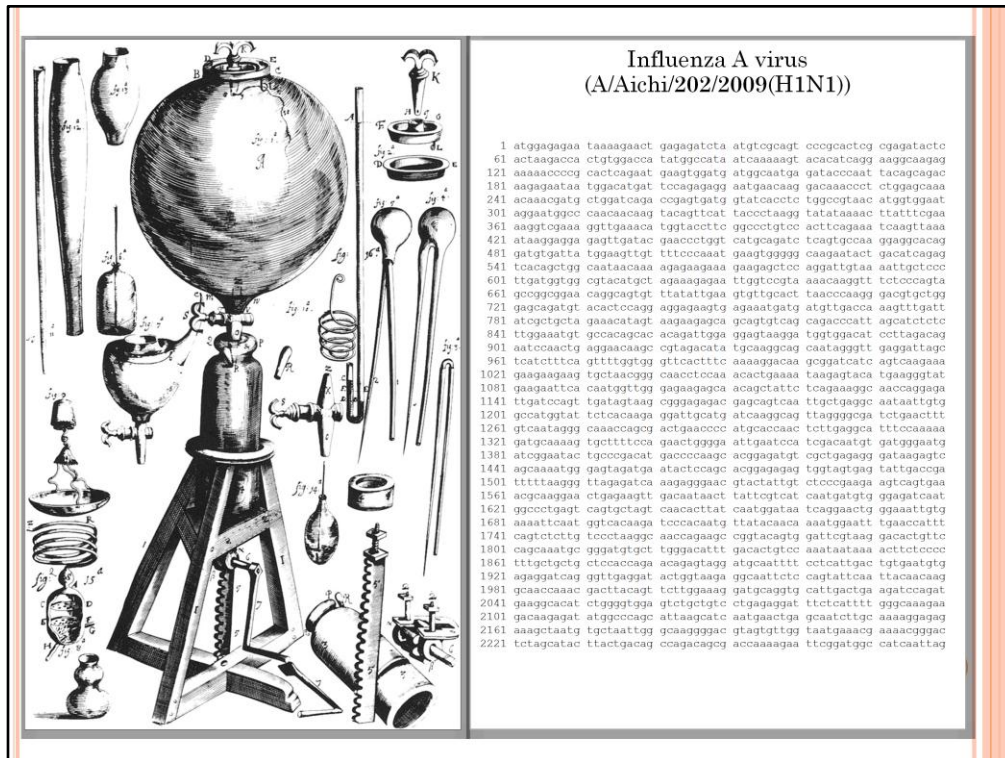 Influenza A virus
(A/Aichi/202/2009(H1N1))
1 atggagagaa taaaagaact gagagatcta atgtcgcagt cccgcactcg cgagatactc
61 actaagacca ctgtggacca tatggccata atcaaaaagt acacatcagg aaggcaagag
121 aaaaaccccg cactcagaat gaagtggatg atggcaatga gatacccaat tacagcagac
181 aagagaataa tggacatgat tccagagagg aatgaacaag gacaaaccct ctggagcaaa
241 acaaacgatg ctggatcaga ccgagtgatg gtatcacctc tggccgtaac atggtggaat
301 aggaatggcc caacaacaag tacagttcat taccctaagg tatataaaac ttatttcgaa
361 aaggtcgaaa ggttgaaaca tggtaccttc ggccctgtcc acttcagaaa tcaagttaaa
421 ataaggagga gagttgatac gaaccctggt catgcagatc tcagtgccaa ggaggcacag
481 gatgtgatta tggaagttgt tttcccaaat gaagtggggg caagaatact gacatcagag
541 tcacagctgg caataacaaa agagaagaaa gaagagctcc aggattgtaa aattgctccc
601 ttgatggtgg cgtacatgct agaaagagaa ttggtccgta aaacaaggtt tctcccagta
661 gccggcggaa caggcagtgt ttatattgaa gtgttgcact taacccaagg gacgtgctgg
721 gagcagatgt acactccagg aggagaagtg agaaatgatg atgttgacca aagtttgatt
781 atcgctgcta gaaacatagt aagaagagca gcagtgtcag cagacccatt agcatctctc
841 ttggaaatgt gccacagcac acagattgga ggagtaagga tggtggacat ccttagacag
901 aatccaactg aggaacaagc cgtagacata tgcaaggcag caatagggtt gaggattagc
961 tcatctttca gttttggtgg gttcactttc aaaaggacaa gcggatcatc agtcaagaaa
1021 gaagaagaag tgctaacggg caacctccaa acactgaaaa taagagtaca tgaagggtat
1081 gaagaattca caatggttgg gagaagagca acagctattc tcagaaaggc aaccaggaga
1141 ttgatccagt tgatagtaag cgggagagac gagcagtcaa ttgctgaggc aataattgtg
1201 gccatggtat tctcacaaga ggattgcatg atcaaggcag ttaggggcga tctgaacttt
1261 gtcaataggg caaaccagcg actgaacccc atgcaccaac tcttgaggca tttccaaaaa
1321 gatgcaaaag tgcttttcca gaactgggga attgaatcca tcgacaatgt gatgggaatg
1381 atcggaatac tgcccgacat gaccccaagc acggagatgt cgctgagagg gataagagtc
1441 agcaaaatgg gagtagatga atactccagc acggagagag tggtagtgag tattgaccga
1501 tttttaaggg ttagagatca aagagggaac gtactattgt ctcccgaaga agtcagtgaa
1561 acgcaaggaa ctgagaagtt gacaataact tattcgtcat caatgatgtg ggagatcaat
1621 ggccctgagt cagtgctagt caacacttat caatggataa tcaggaactg ggaaattgtg
1681 aaaattcaat ggtcacaaga tcccacaatg ttatacaaca aaatggaatt tgaaccattt
1741 cagtctcttg tccctaaggc aaccagaagc cggtacagtg gattcgtaag gacactgttc
1801 cagcaaatgc gggatgtgct tgggacattt gacactgtcc aaataataaa acttctcccc
1861 tttgctgctg ctccaccaga acagagtagg atgcaatttt cctcattgac tgtgaatgtg
1921 agaggatcag ggttgaggat actggtaaga ggcaattctc cagtattcaa ttacaacaag
1981 gcaaccaaac gacttacagt tcttggaaag gatgcaggtg cattgactga agatccagat
2041 gaaggcacat ctggggtgga gtctgctgtc ctgagaggat ttctcatttt gggcaaagaa
2101 gacaagagat atggcccagc attaagcatc aatgaactga gcaatcttgc aaaaggagag
2161 aaagctaatg tgctaattgg gcaaggggac gtagtgttgg taatgaaacg aaaacgggac
2221 tctagcatac ttactgacag ccagacagcg accaaaagaa ttcggatggc catcaattag